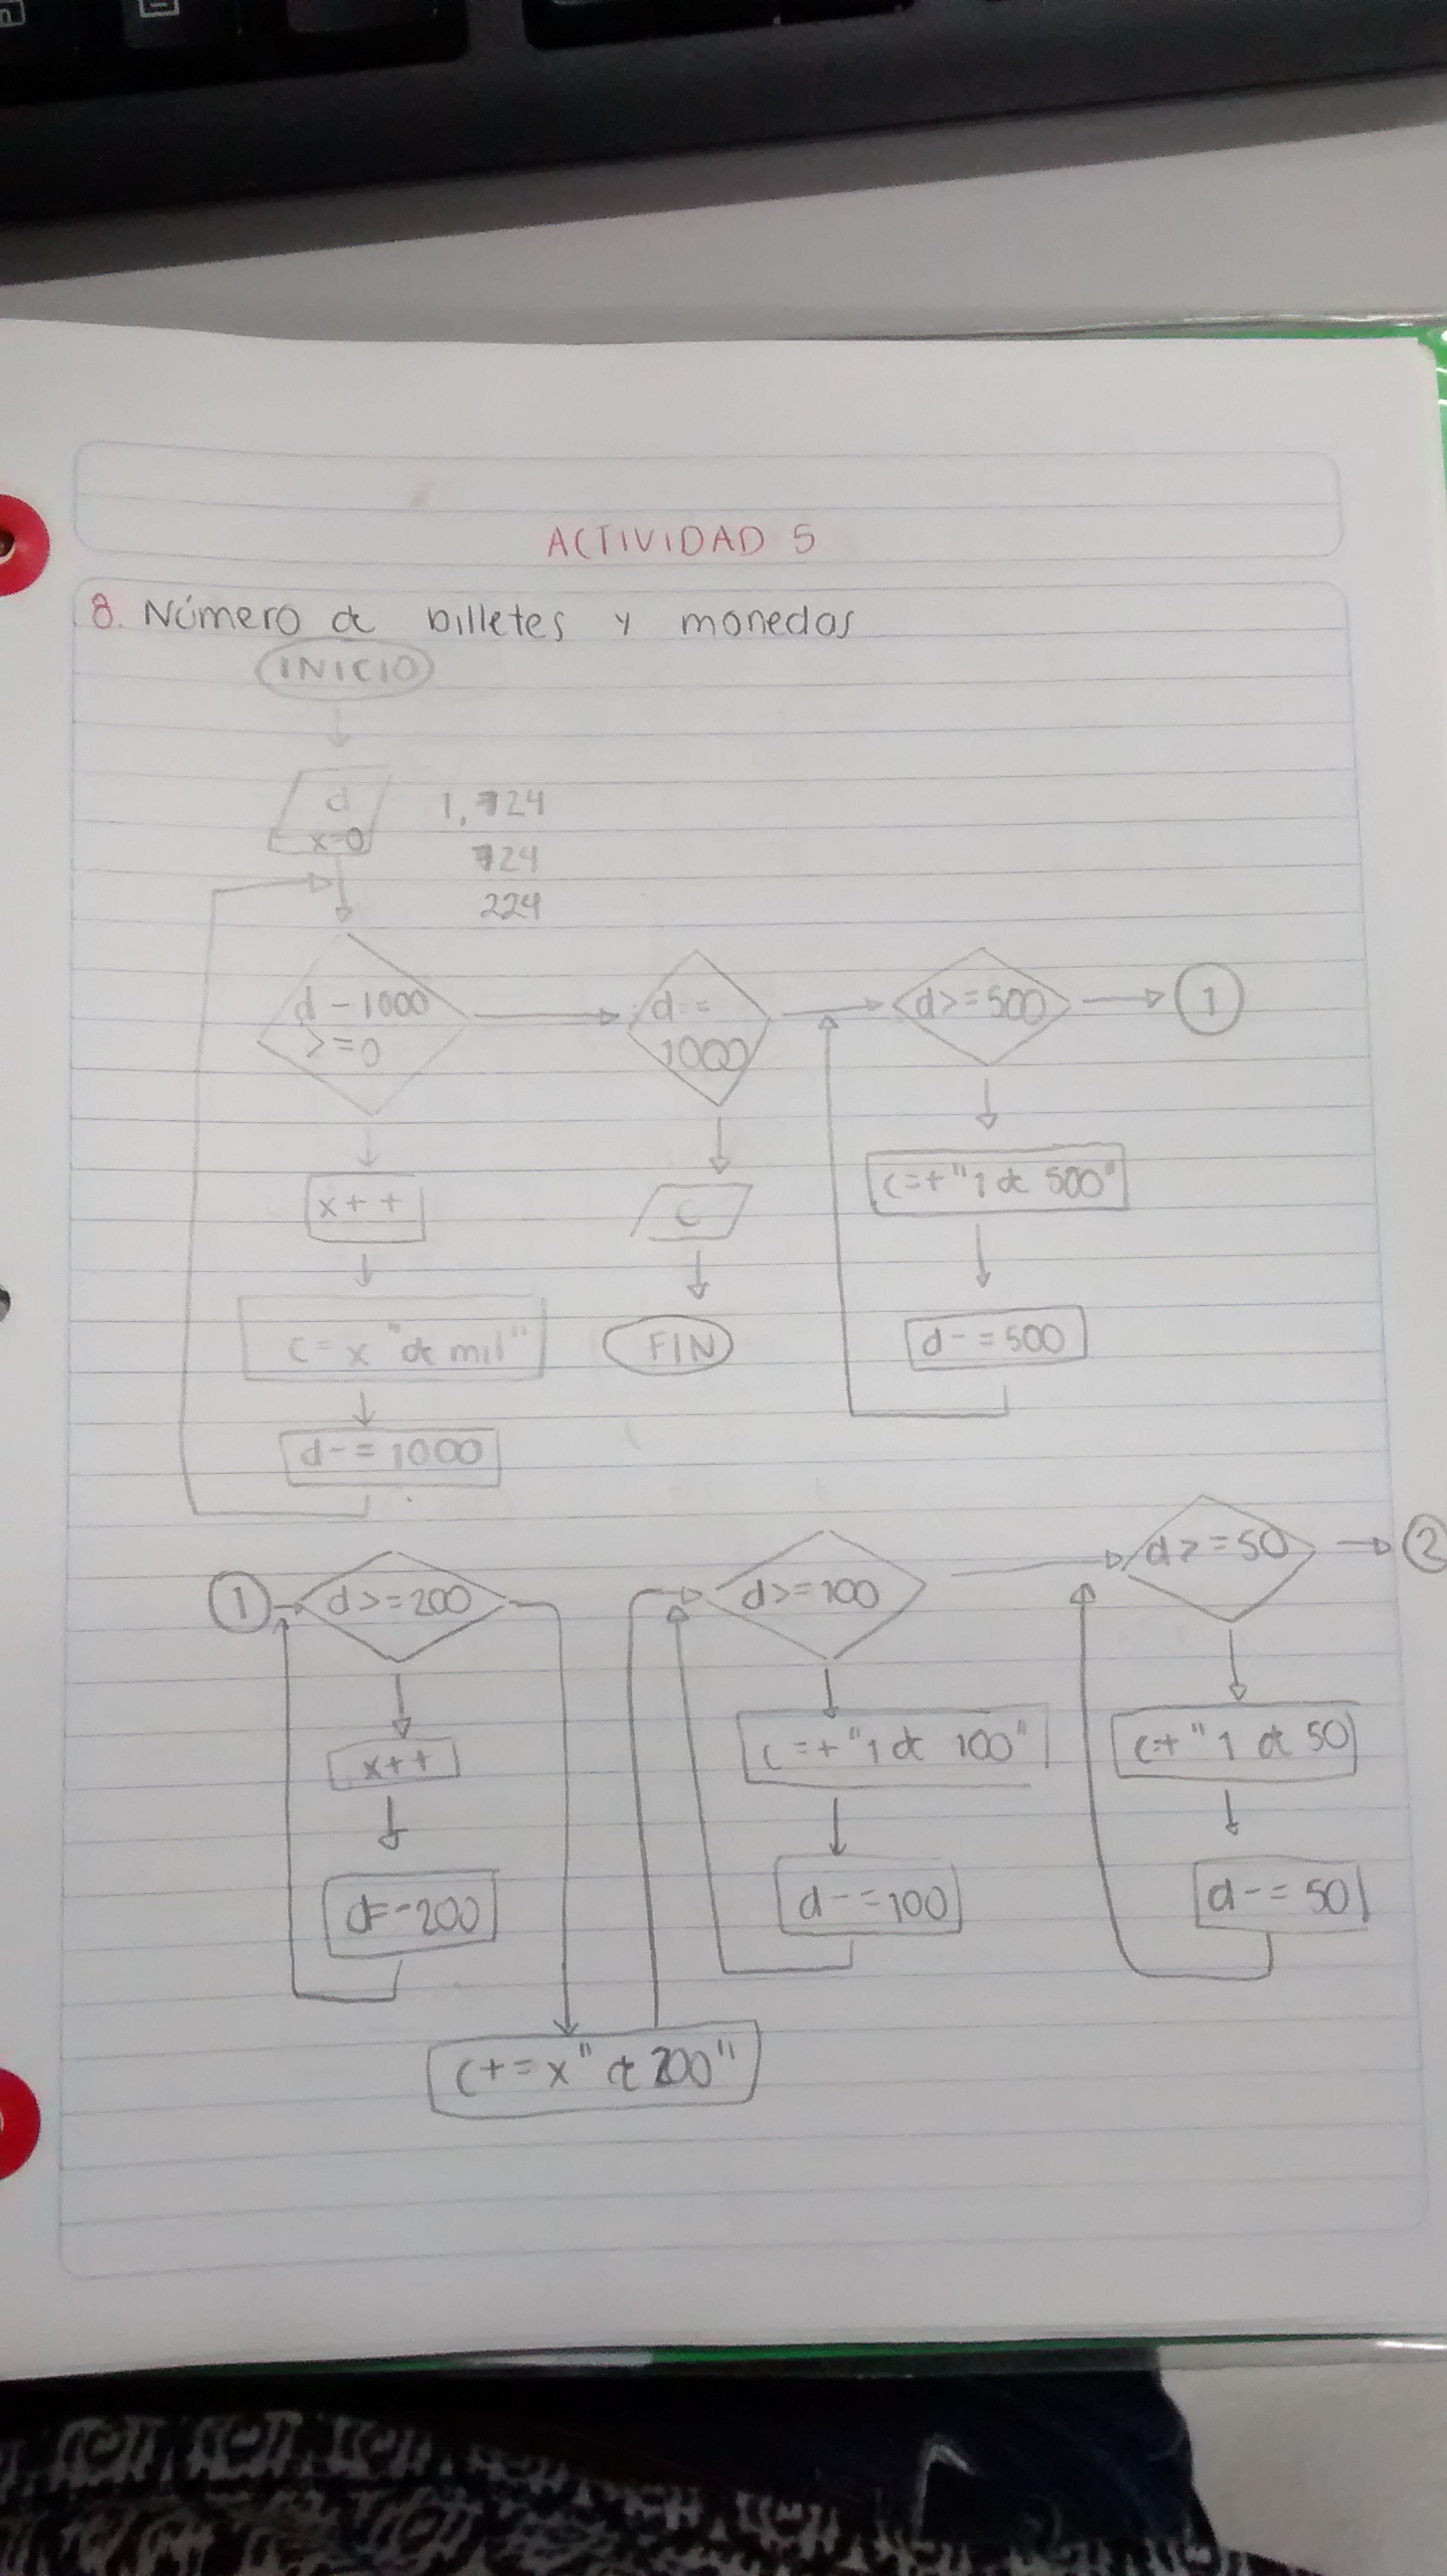 ACTIVIDAD 5
8. Número de billetes y monedas
INICIO
d
x=0
1,724
724
224
d - 1000
>=0
d ==
1000
d>=500
1
x++
C
c=+"1 de 500"
c=x "de mil"
FIN
d-=500
d-=1000
1
d>=200
d>=100
d>=50
2
x++
c=+"1 de 100"
c+"1 de 50
d=-200
d-=100
d-=50
c+=x"de 200"